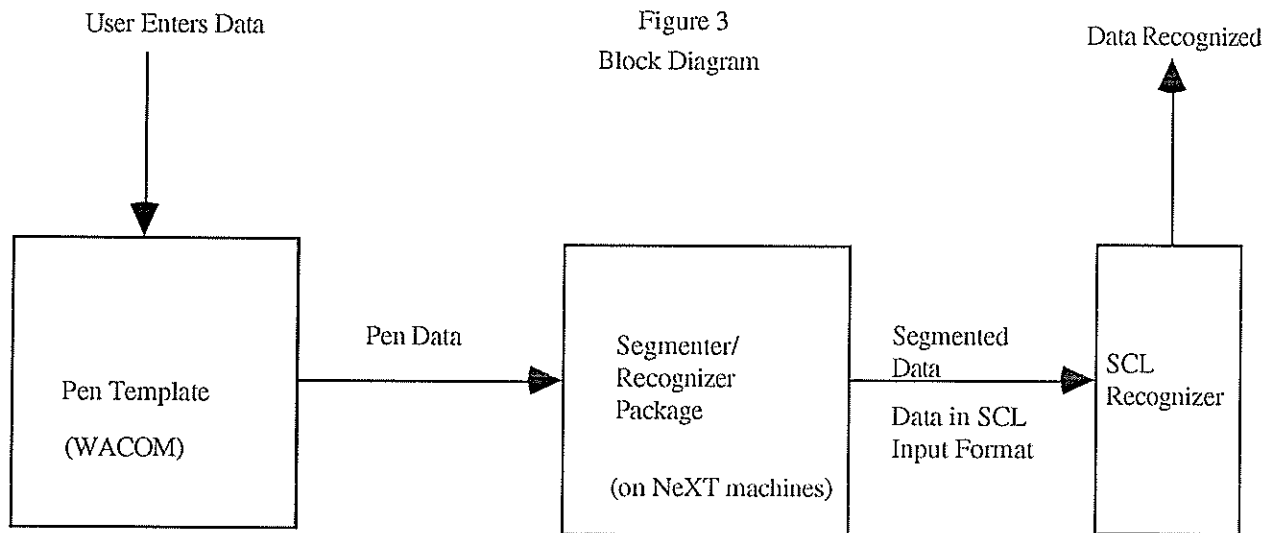 User Enters Data
Figure 3
Block Diagram
Data Recognized
Pen Template
(WACOM)
Pen Data
Segmenter/
Recognizer
Package
(on NeXT machines)
Segmented
Data
Data in SCL
Input Format
SCL
Recognizer